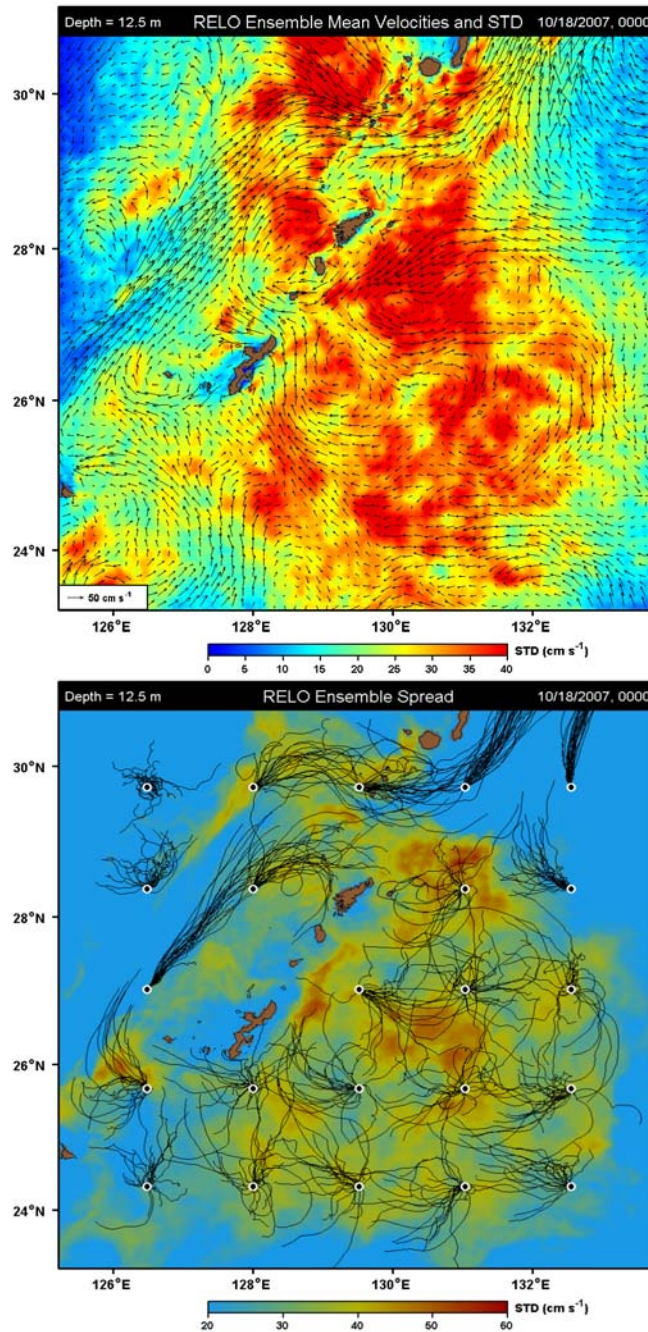 Depth = 12.5 m RELO Ensemble Mean Velocities and STD 10/18/2007, 0000
30°N
28°N
26°N
24°N
50 cm s⁻¹
126°E 128°E 130°E 132°E
0 5 10 15 20 25 30 35 40 STD (cm s⁻¹)
Depth = 12.5 m RELO Ensemble Spread 10/18/2007, 0000
30°N
28°N
26°N
24°N
126°E 128°E 130°E 132°E
20 30 40 50 60 STD (cm s⁻¹)